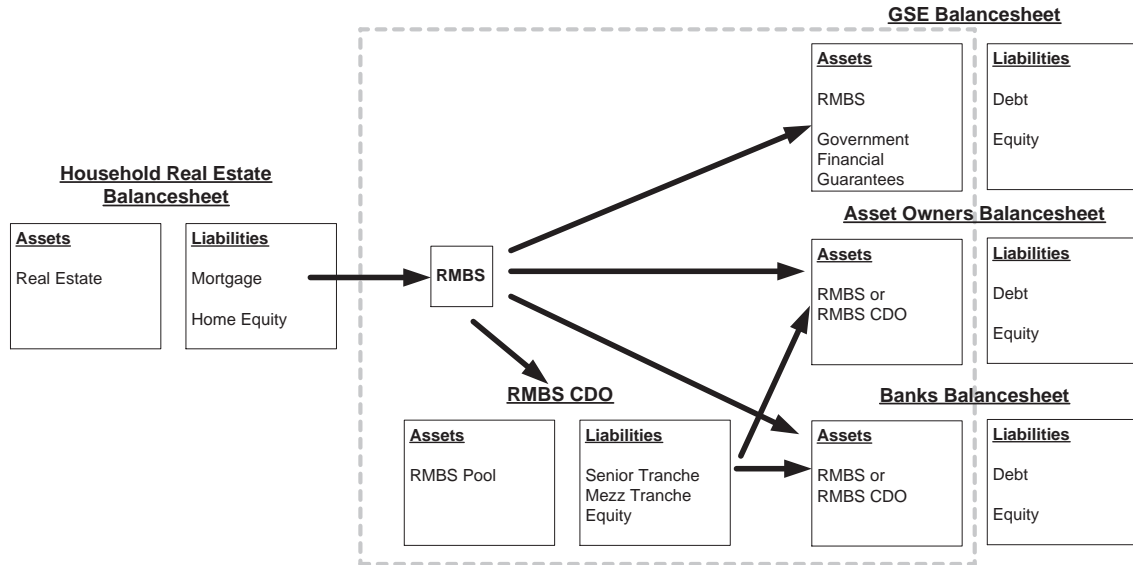 GSE Balancesheet
Assets
RMBS
Government
Financial
Guarantees
Liabilities
Debt
Equity
Household Real Estate
Balancesheet
Assets
Real Estate
Liabilities
Mortgage
Home Equity
RMBS
Asset Owners Balancesheet
Assets
RMBS or
RMBS CDO
Liabilities
Debt
Equity
RMBS CDO
Assets
RMBS Pool
Liabilities
Senior Tranche
Mezz Tranche
Equity
Banks Balancesheet
Assets
RMBS or
RMBS CDO
Liabilities
Debt
Equity